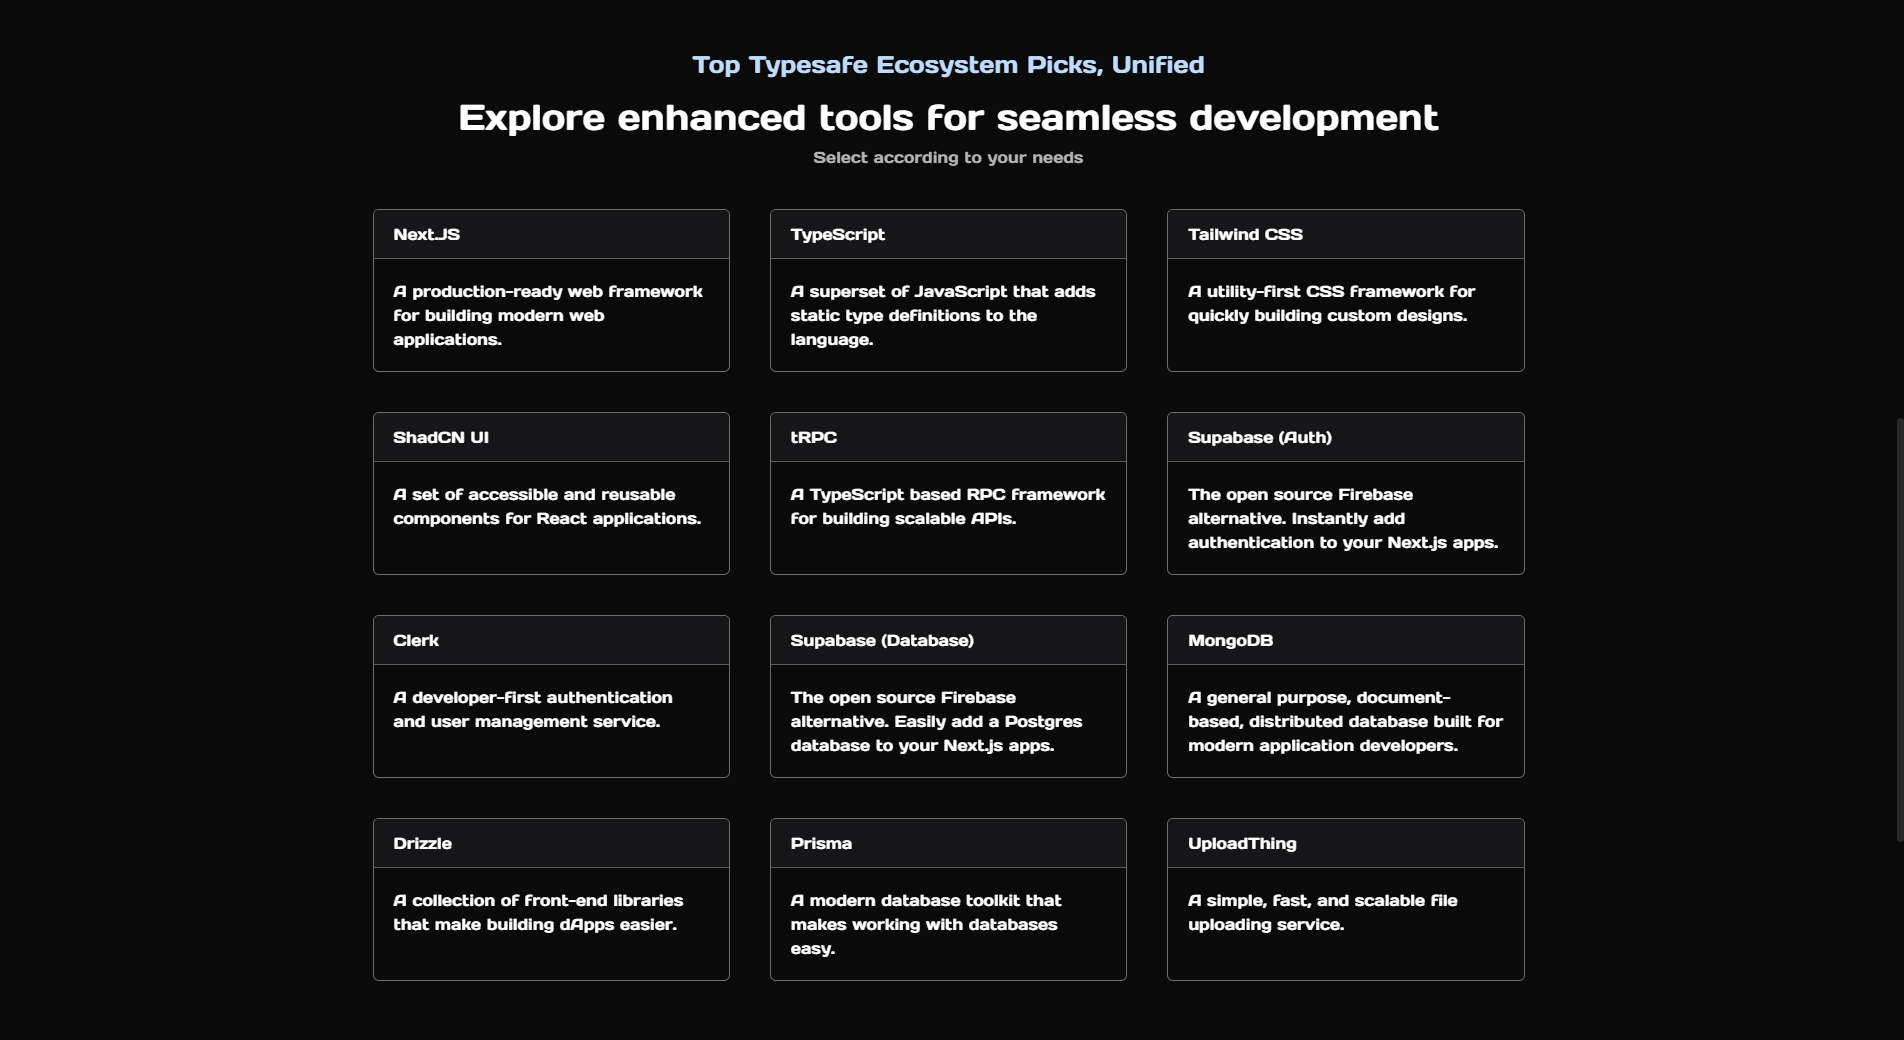 Top Typesafe Ecosystem Picks, Unified
Explore enhanced tools for seamless development
Select according to your needs
Next.JS
A production-ready web framework
for building modern web
applications.
TypeScript
A superset of JavaScript that adds
static type definitions to the
language.
Tailwind CSS
A utility-first CSS framework for
quickly building custom designs.
ShadCN UI
A set of accessible and reusable
components for React applications.
tRPC
A TypeScript based RPC framework
for building scalable APIs.
Supabase (Auth)
The open source Firebase
alternative. Instantly add
authentication to your Next.js apps.
Clerk
A developer-first authentication
and user management service.
Supabase (Database)
The open source Firebase
alternative. Easily add a Postgres
database to your Next.js apps.
MongoDB
A general purpose, document-
based, distributed database built for
modern application developers.
Drizzle
A collection of front-end libraries
that make building dApps easier.
Prisma
A modern database toolkit that
makes working with databases
easy.
UploadThing
A simple, fast, and scalable file
uploading service.